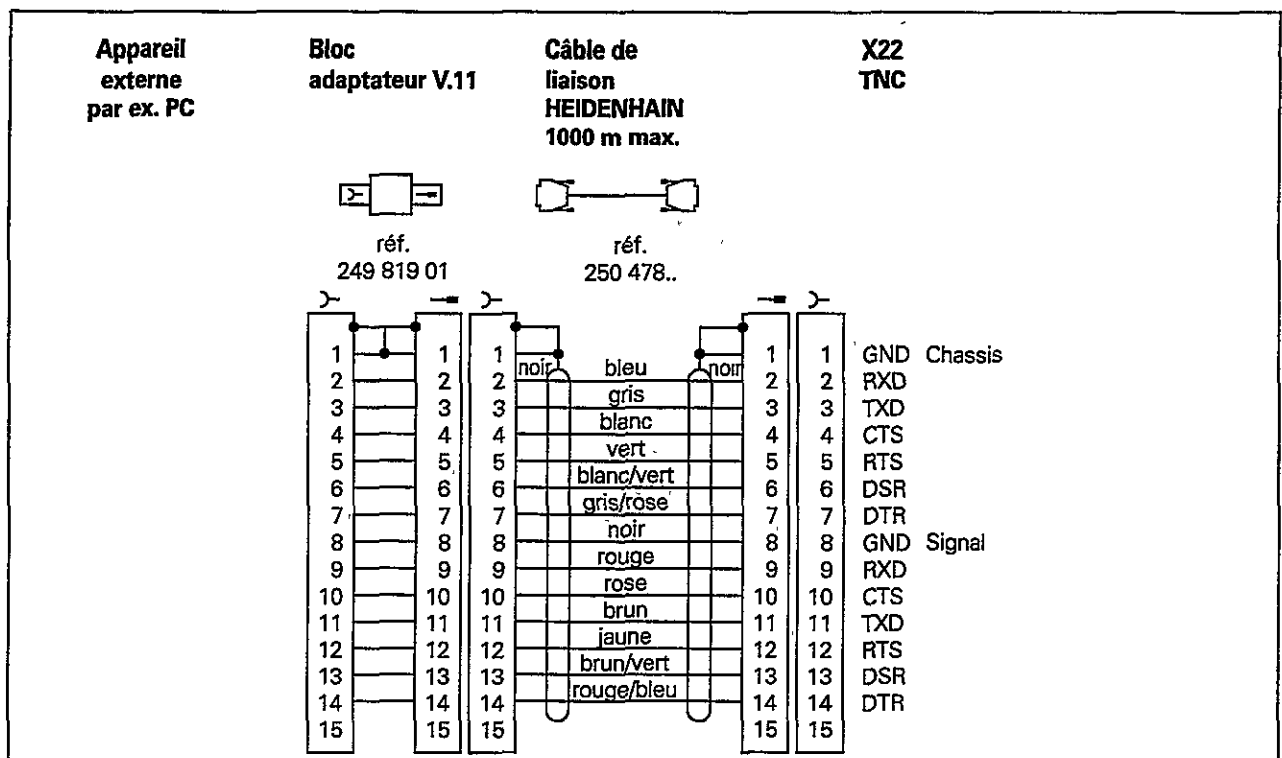 Appareil externe par ex. PC
Bloc adaptateur V.11
Câble de liaison HEIDENHAIN 1000 m max.
X22 TNC
réf. 249 819 01
réf. 250 478..
noir bleu noir
1 1 1 1 1 GND Chassis
2 2 2 2 2 RXD
gris
3 3 3 3 3 TXD
blanc
4 4 4 4 4 CTS
vert
5 5 5 5 5 RTS
blanc/vert
6 6 6 6 6 DSR
gris/rose
7 7 7 7 7 DTR
noir
8 8 8 8 8 GND Signal
rouge
9 9 9 9 9 RXD
rose
10 10 10 10 10 CTS
brun
11 11 11 11 11 TXD
jaune
12 12 12 12 12 RTS
brun/vert
13 13 13 13 13 DSR
rouge/bleu
14 14 14 14 14 DTR
15 15 15 15 15